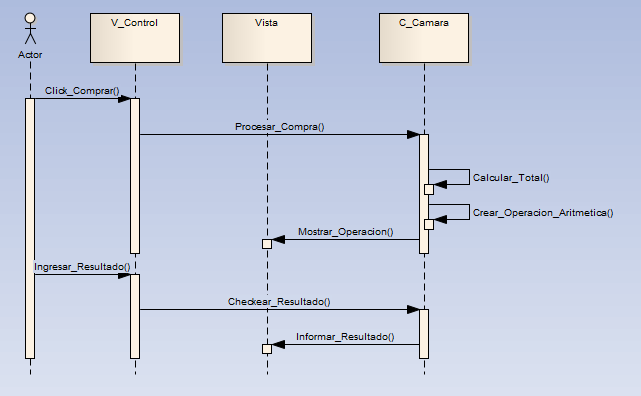 V_Control
Vista
C_Camara
Actor
Click_Comprar()
Procesar_Compra()
Calcular_Total()
Crear_Operacion_Aritmetica()
Mostrar_Operacion()
Ingresar_Resultado()
Checkear_Resultado()
Informar_Resultado()